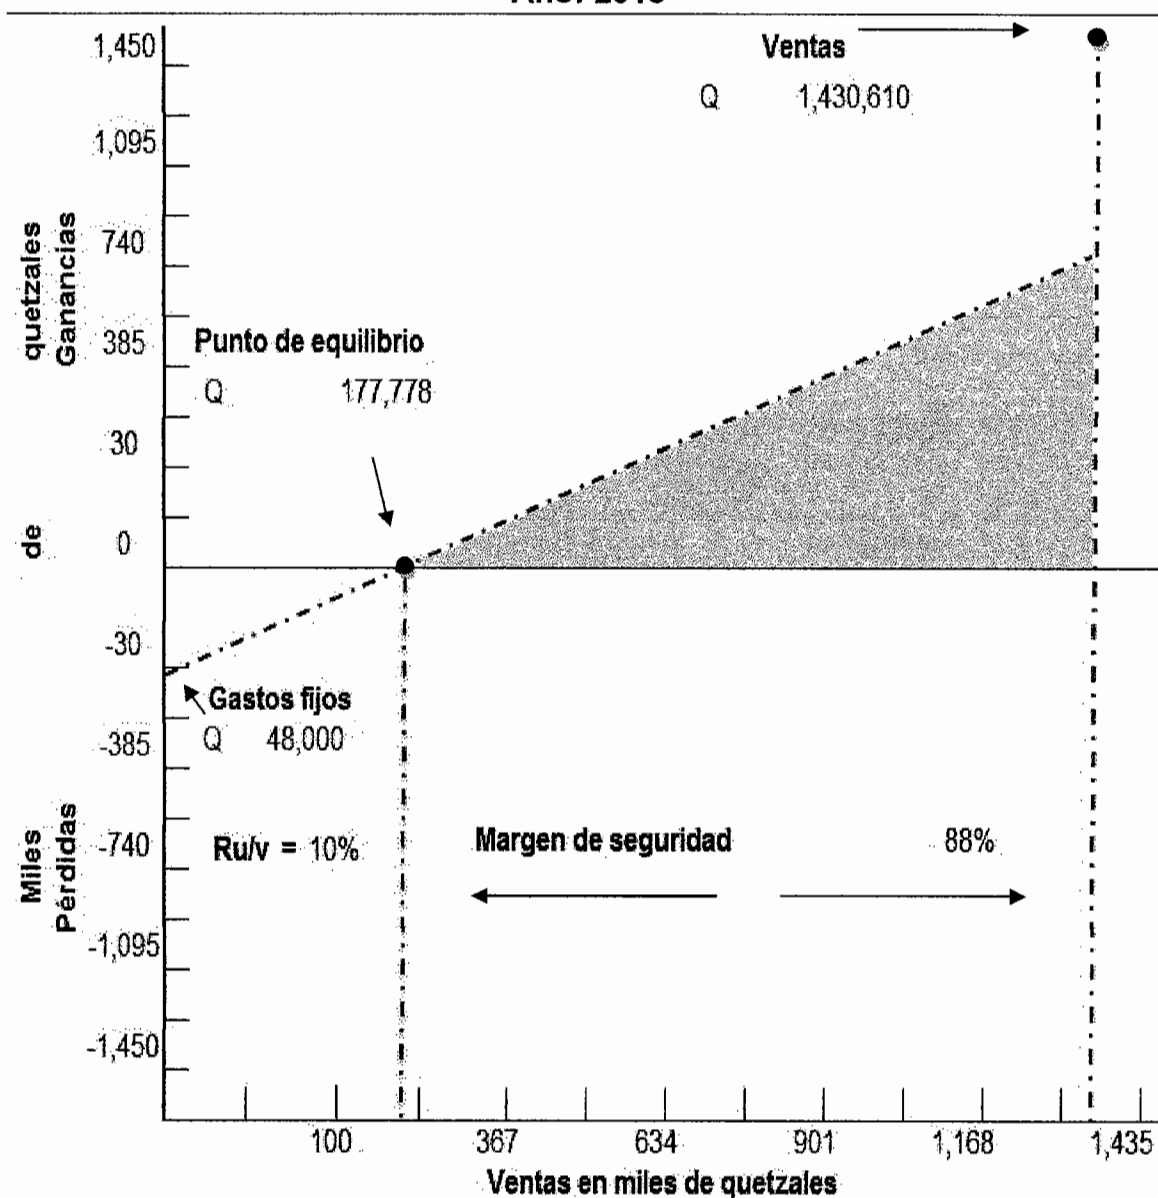 1,450
Ventas
Q 1,430,610
1,095
quetzales
Ganancias
740
385
Punto de equilibrio
Q 177,778
30
de
0
-30
Gastos fijos
Q 48,000
-385
Miles
Pérdidas
-740
Ru/v = 10%
Margen de seguridad 88%
-1,095
-1,450
100 367 634 901 1,168 1,435
Ventas en miles de quetzales